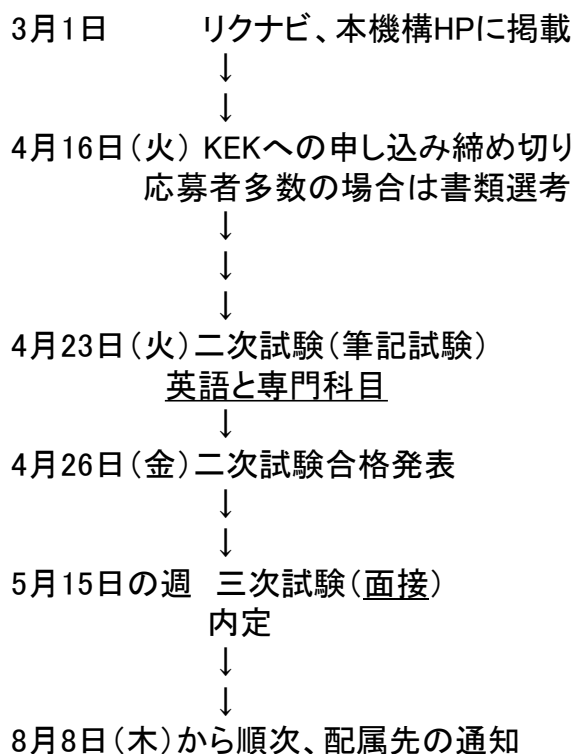 3月1日　　　リクナビ、本機構HPに掲載
↓
↓
4月16日（火） KEKへの申し込み締め切り
応募者多数の場合は書類選考
↓
↓
↓
4月23日（火）二次試験（筆記試験）
英語と専門科目
↓
4月26日（金）二次試験合格発表
↓
↓
5月15日の週　三次試験（面接）
内定
↓
↓
8月8日（木）から順次、配属先の通知